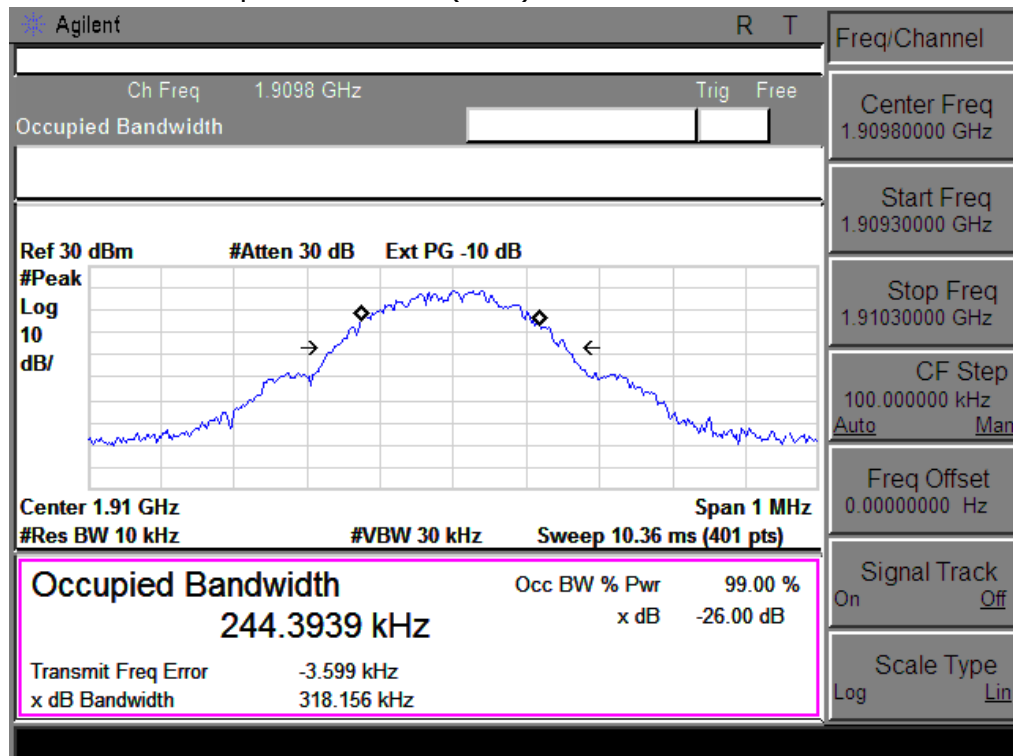 Agilent R T
Freq/Channel
Ch Freq 1.9098 GHz Trig Free
Occupied Bandwidth
Center Freq
1.90980000 GHz
Start Freq
1.90930000 GHz
Stop Freq
1.91030000 GHz
CF Step
100.000000 kHz
Auto Man
Freq Offset
0.00000000 Hz
Signal Track
On Off
Scale Type
Log Lin
Ref 30 dBm #Atten 30 dB Ext PG -10 dB
#Peak
Log
10
dB/
Center 1.91 GHz Span 1 MHz
#Res BW 10 kHz #VBW 30 kHz Sweep 10.36 ms (401 pts)
Occupied Bandwidth Occ BW % Pwr 99.00 %
244.3939 kHz x dB -26.00 dB
Transmit Freq Error -3.599 kHz
x dB Bandwidth 318.156 kHz